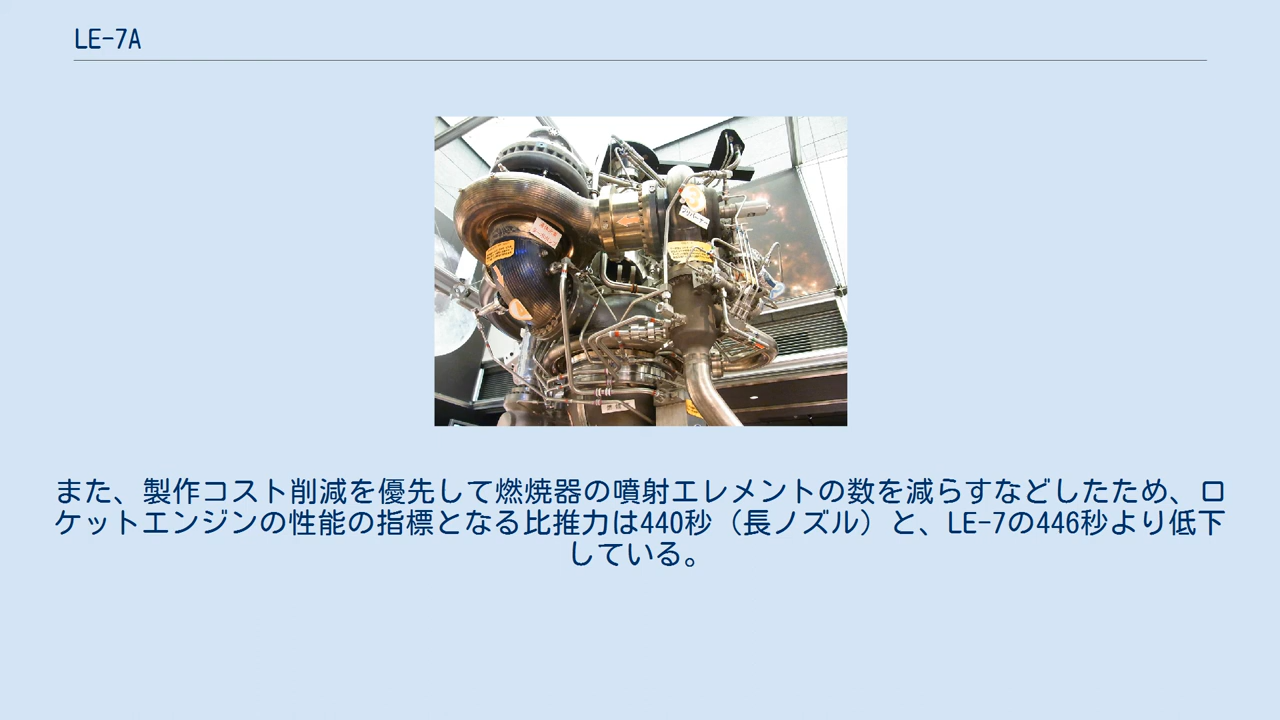 LE-7A
また、製作コスト削減を優先して燃焼器の噴射エレメントの数を減らすなどしたため、ロ
ケットエンジンの性能の指標となる比推力は440秒（長ノズル）と、LE-7の446秒より低下
している。